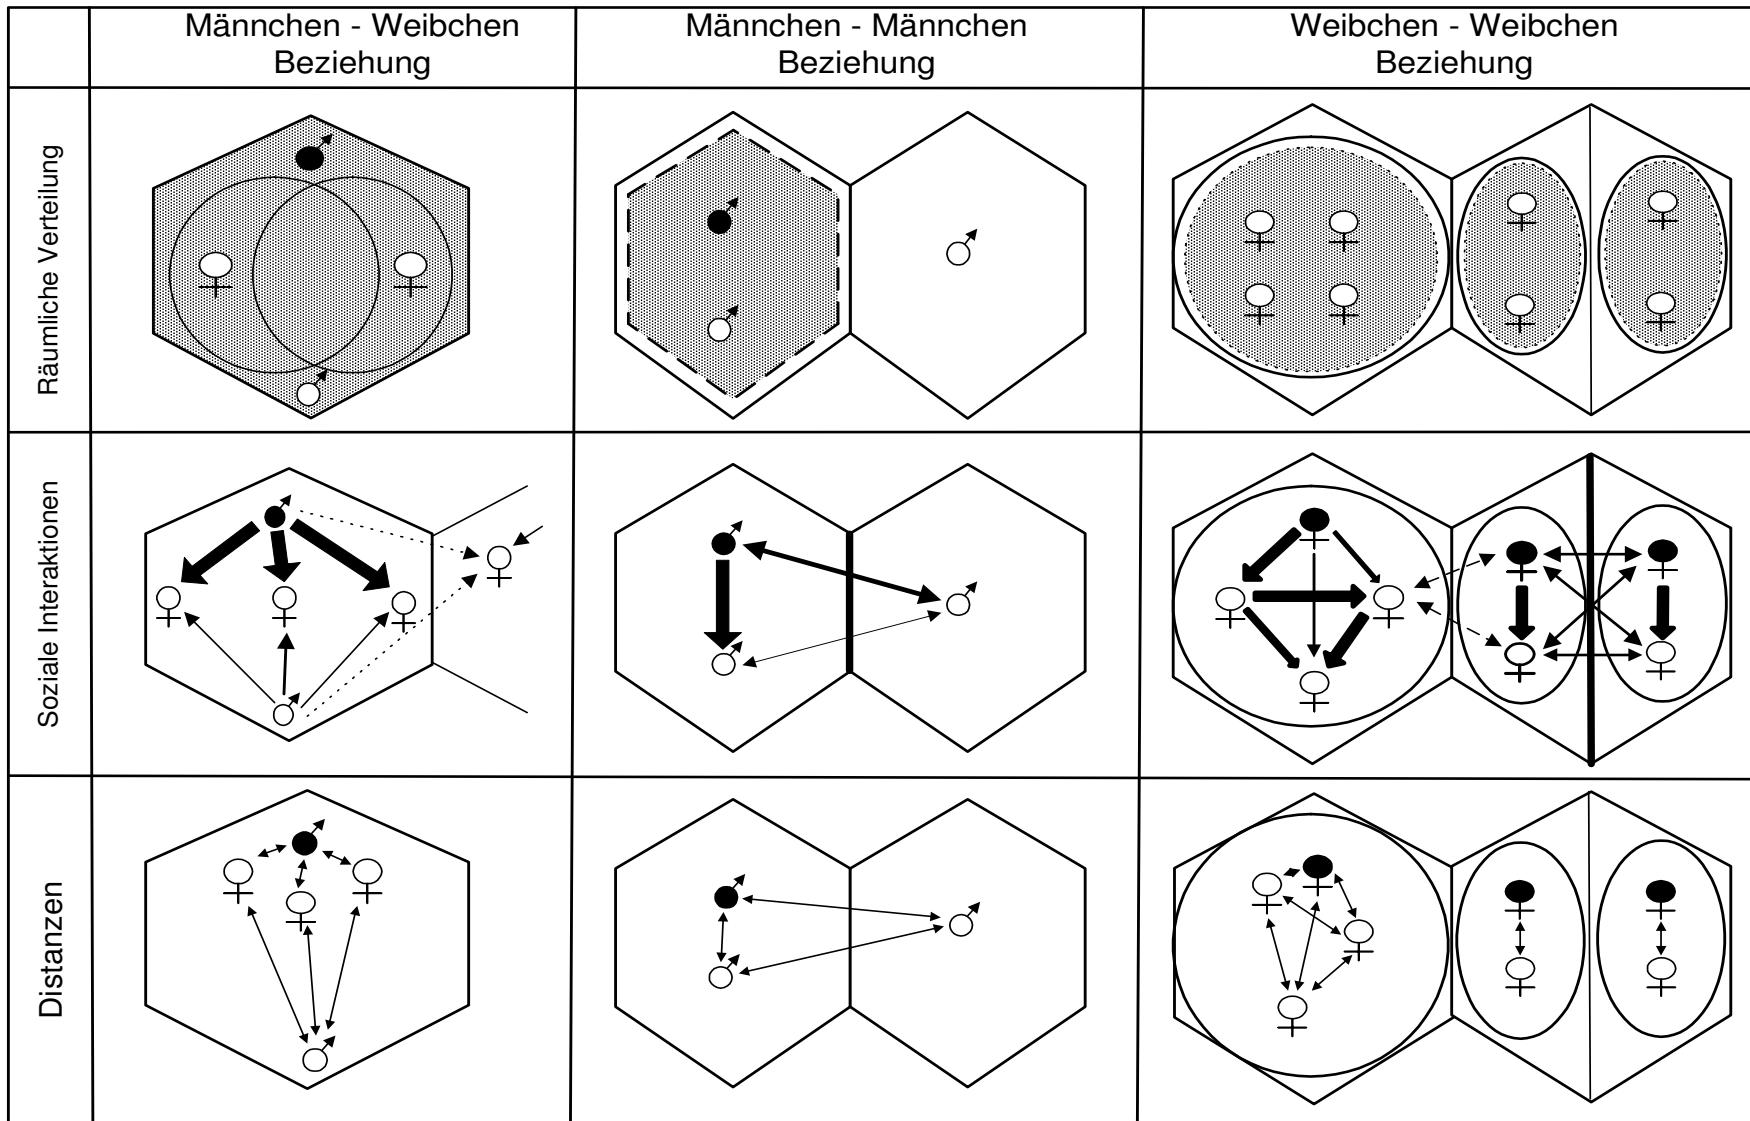 Männchen - Weibchen
Beziehung
Männchen - Männchen
Beziehung
Weibchen - Weibchen
Beziehung
Räumliche Verteilung
Soziale Interaktionen
Distanzen